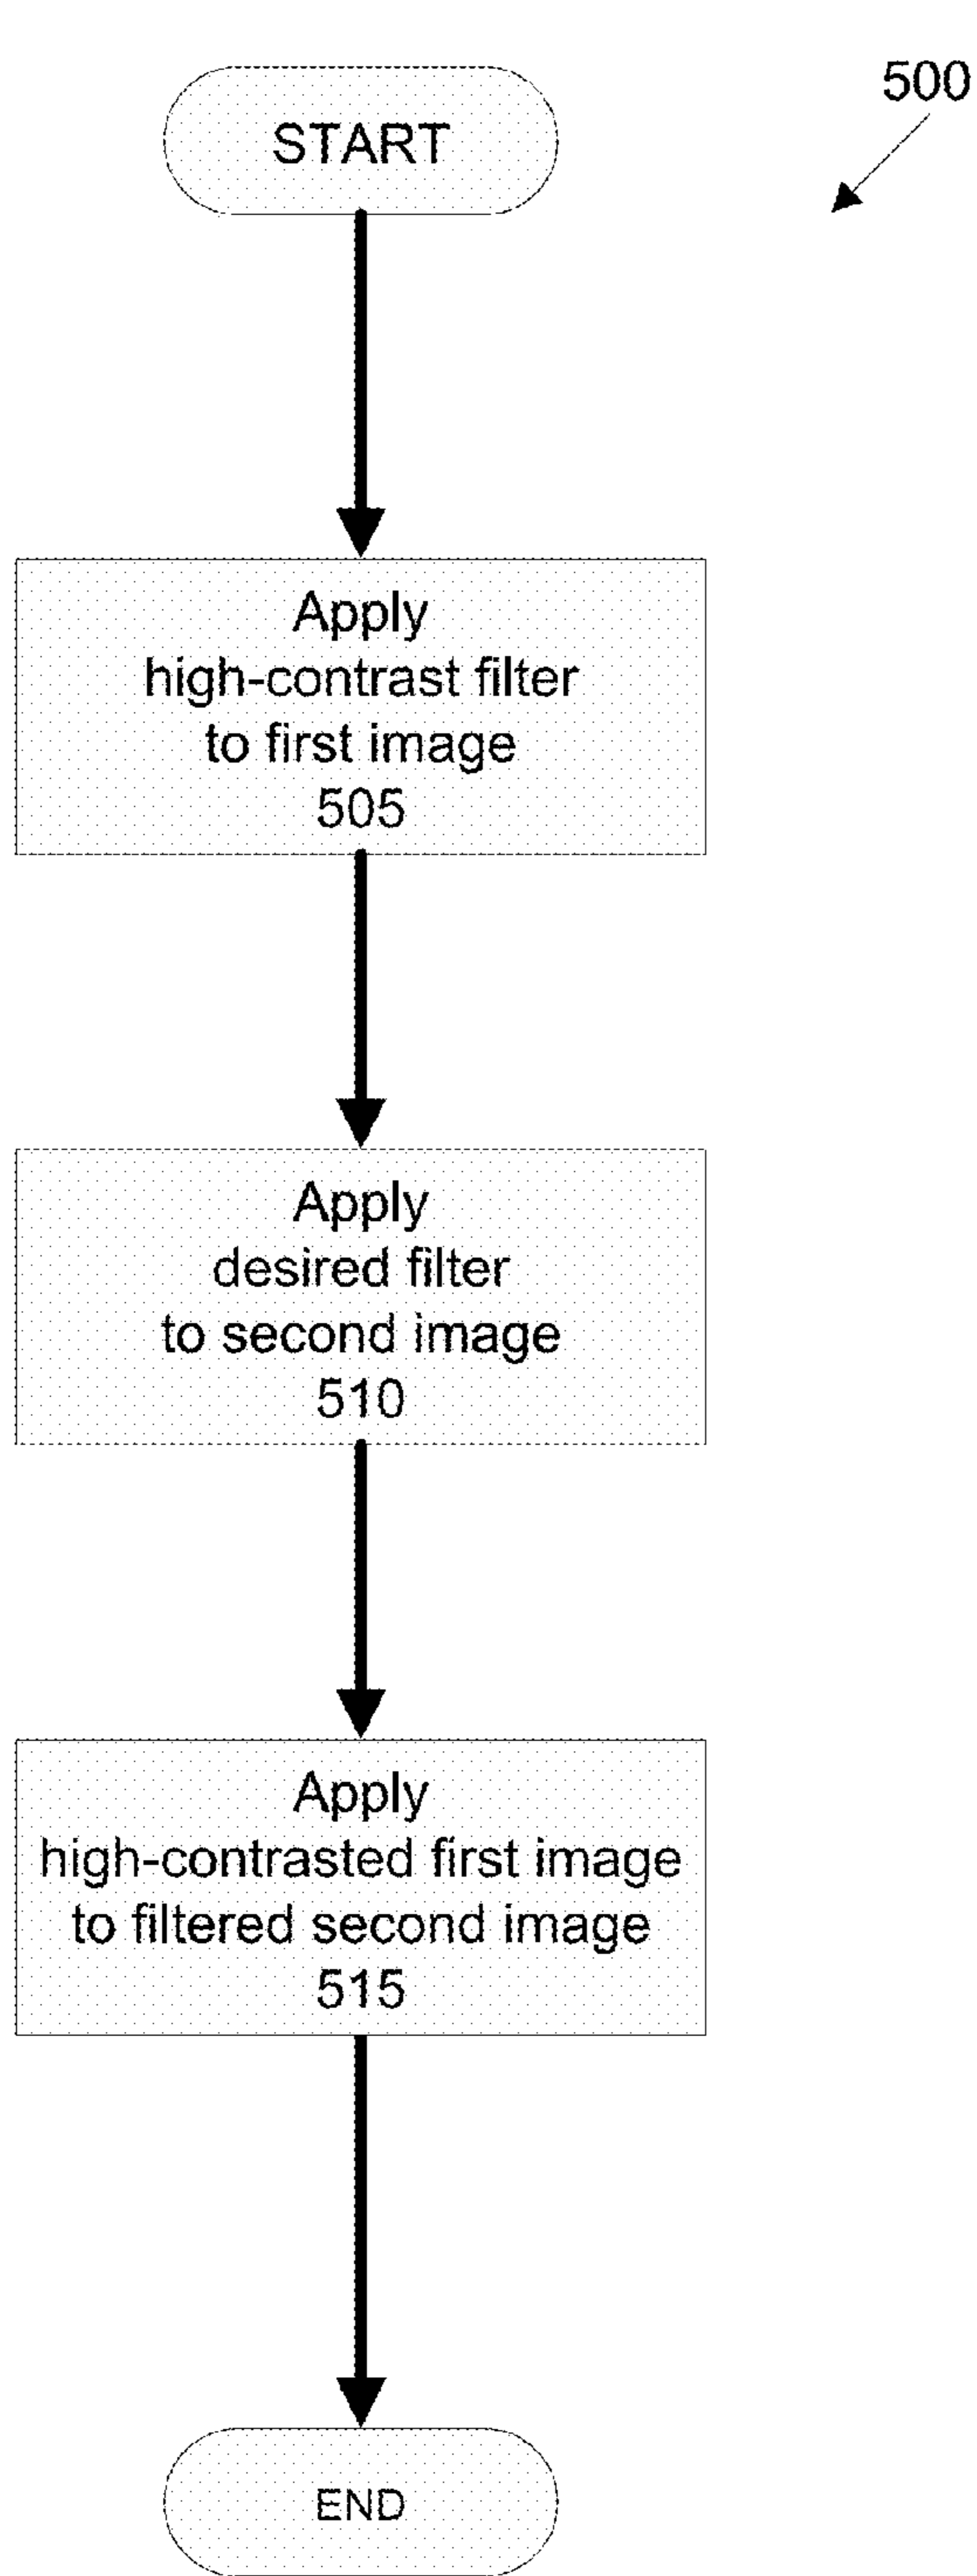 500
START
Apply
high-contrast filter
to first image
505
Apply
desired filter
to second image
510
Apply
high-contrasted first image
to filtered second image
515
END